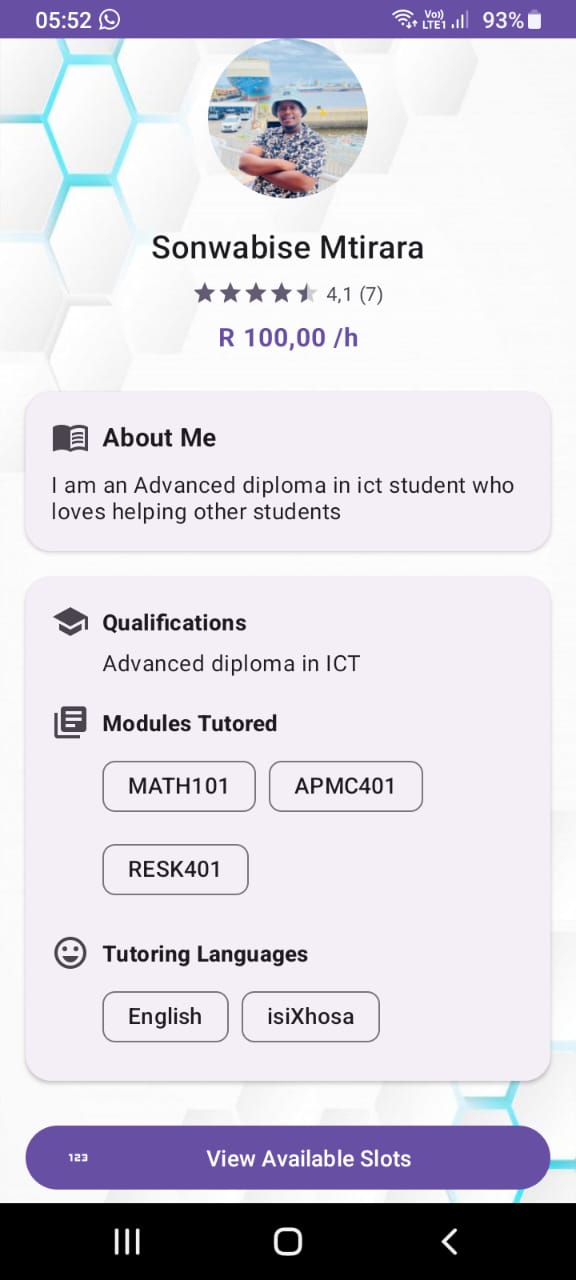 05:52
Vo)) LTE1 93%
Sonwabise Mtirara
4,1 (7)
R 100,00 /h
About Me
I am an Advanced diploma in ict student who
loves helping other students
Qualifications
Advanced diploma in ICT
Modules Tutored
MATH101 APMC401
RESK401
Tutoring Languages
English isiXhosa
123 View Available Slots